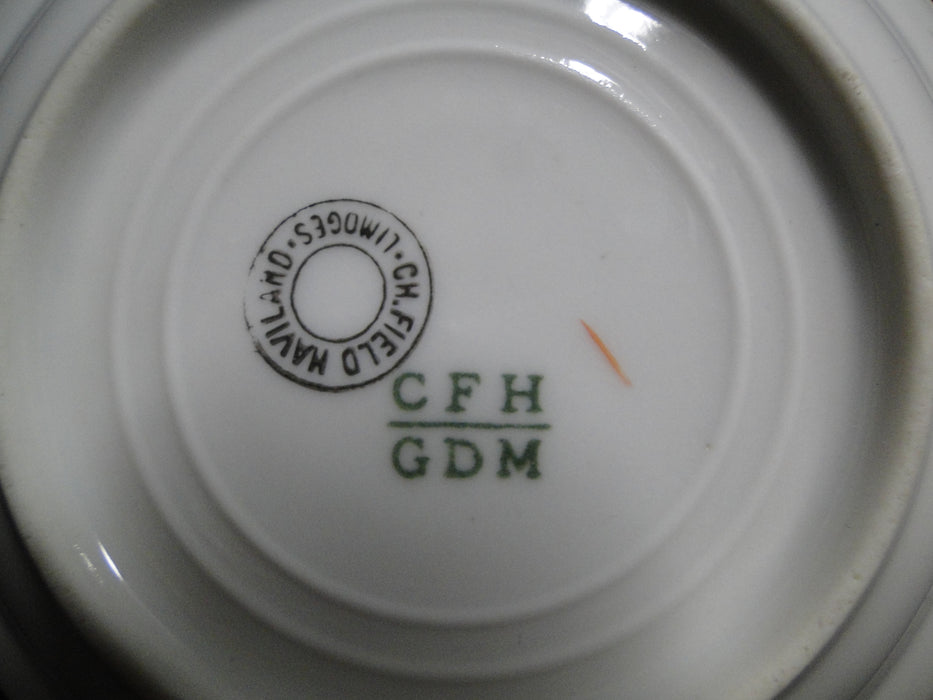 CH. FIELD HAVILAND · LIMOGES ·
CFH
GDM